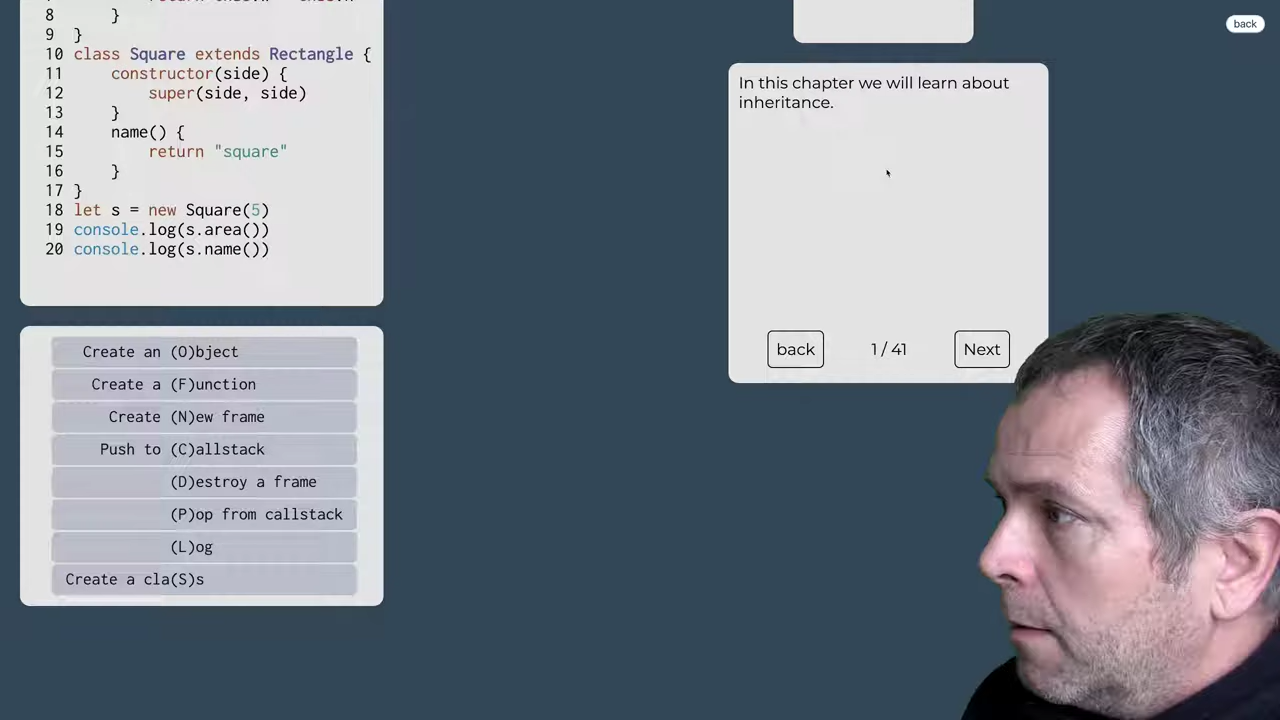 8 }
9 }
10 class Square extends Rectangle {
11 constructor(side) {
12 super(side, side)
13 }
14 name() {
15 return "square"
16 }
17 }
18 let s = new Square(5)
19 console.log(s.area())
20 console.log(s.name())
Create an (O)bject
Create a (F)unction
Create (N)ew frame
Push to (C)allstack
(D)estroy a frame
(P)op from callstack
(L)og
Create a cla(S)s
In this chapter we will learn about
inheritance.
back 1 / 41 Next
back